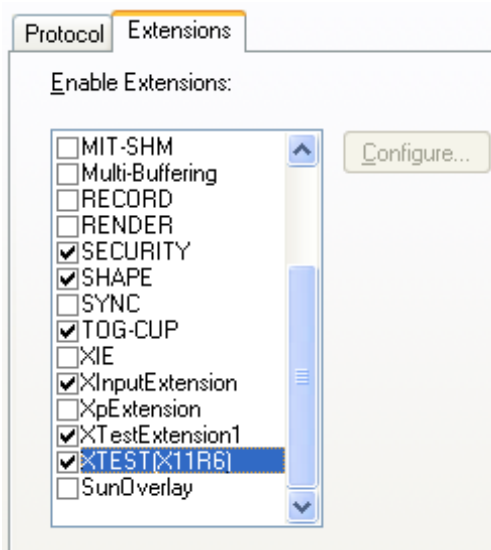 Protocol Extensions
Enable Extensions:
MIT-SHM
Configure...
Multi-Buffering
RECORD
RENDER
SECURITY
SHAPE
SYNC
TOG-CUP
XIE
XInputExtension
XpExtension
XTestExtension1
XTEST(X11R6)
SunOverlay